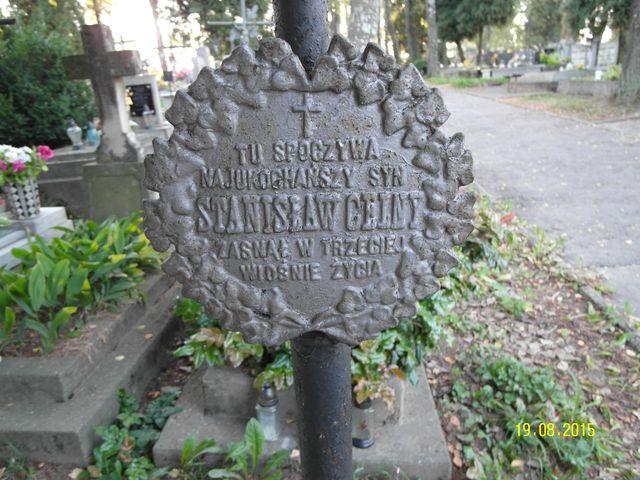 TU SPOCZYWA
NAJUKOCHAŃSZY SYN
STANISŁAW CELNY
ZASNĄŁ W TRZECIEJ
WIOŚNIE ŻYCIA
19.08.2015